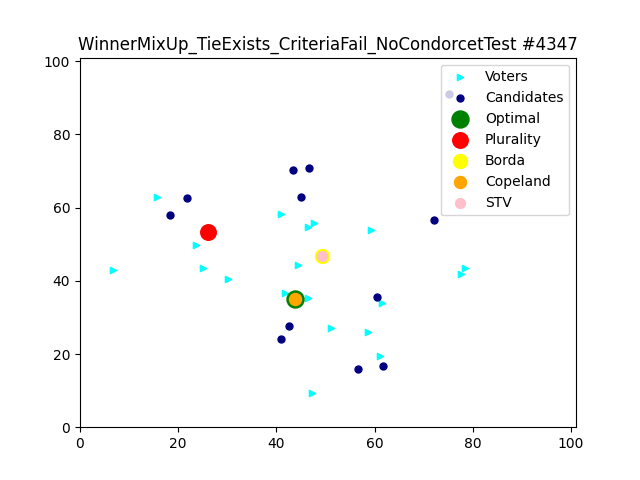 WinnerMixUp_TieExists_CriteriaFail_NoCondorcetTest #4347
Voters
Candidates
Optimal
Plurality
Borda
Copeland
STV
100
80
60
40
20
0
0
20
40
60
80
100